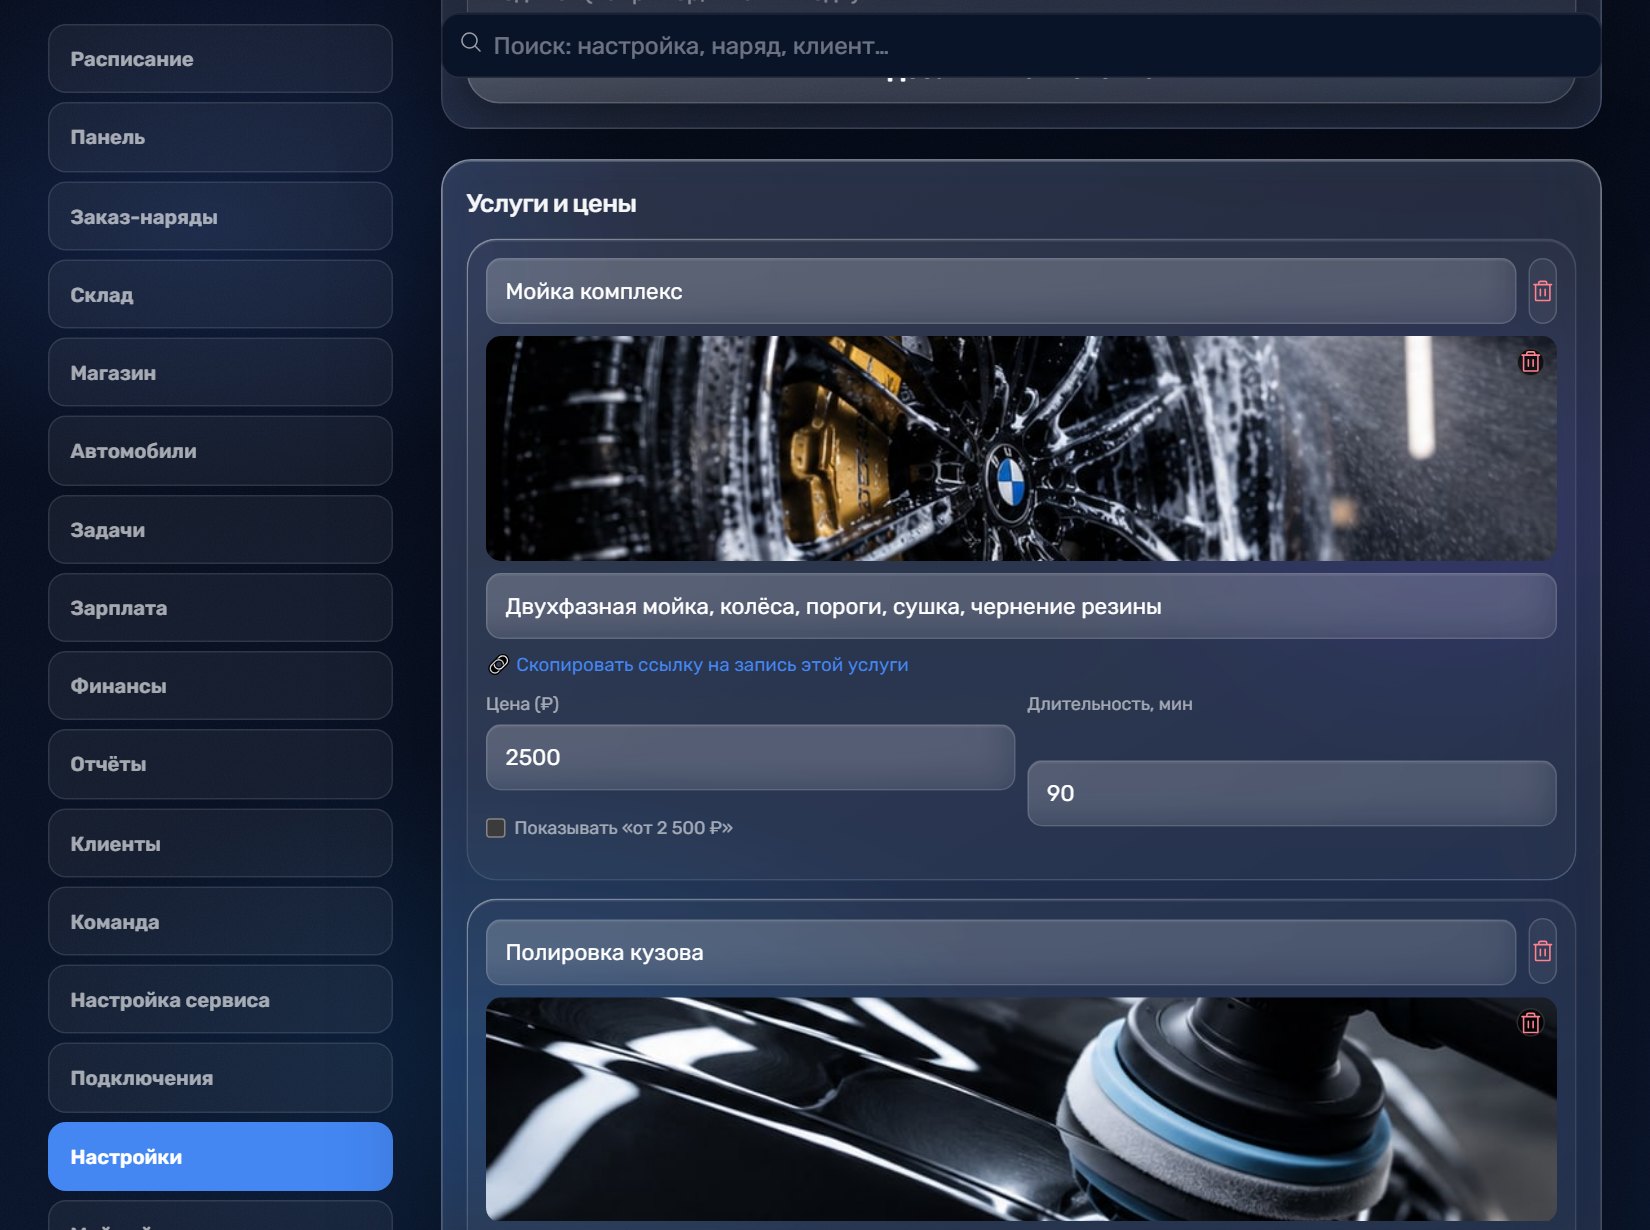 Поиск: настройка, наряд, клиент...
Расписание
Панель
Заказ-наряды
Склад
Магазин
Автомобили
Задачи
Зарплата
Финансы
Отчёты
Клиенты
Команда
Настройка сервиса
Подключения
Настройки
Услуги и цены
Мойка комплекс
Двухфазная мойка, колёса, пороги, сушка, чернение резины
Скопировать ссылку на запись этой услуги
Цена (₽)
Длительность, мин
2500
90
Показывать «от 2 500 ₽»
Полировка кузова